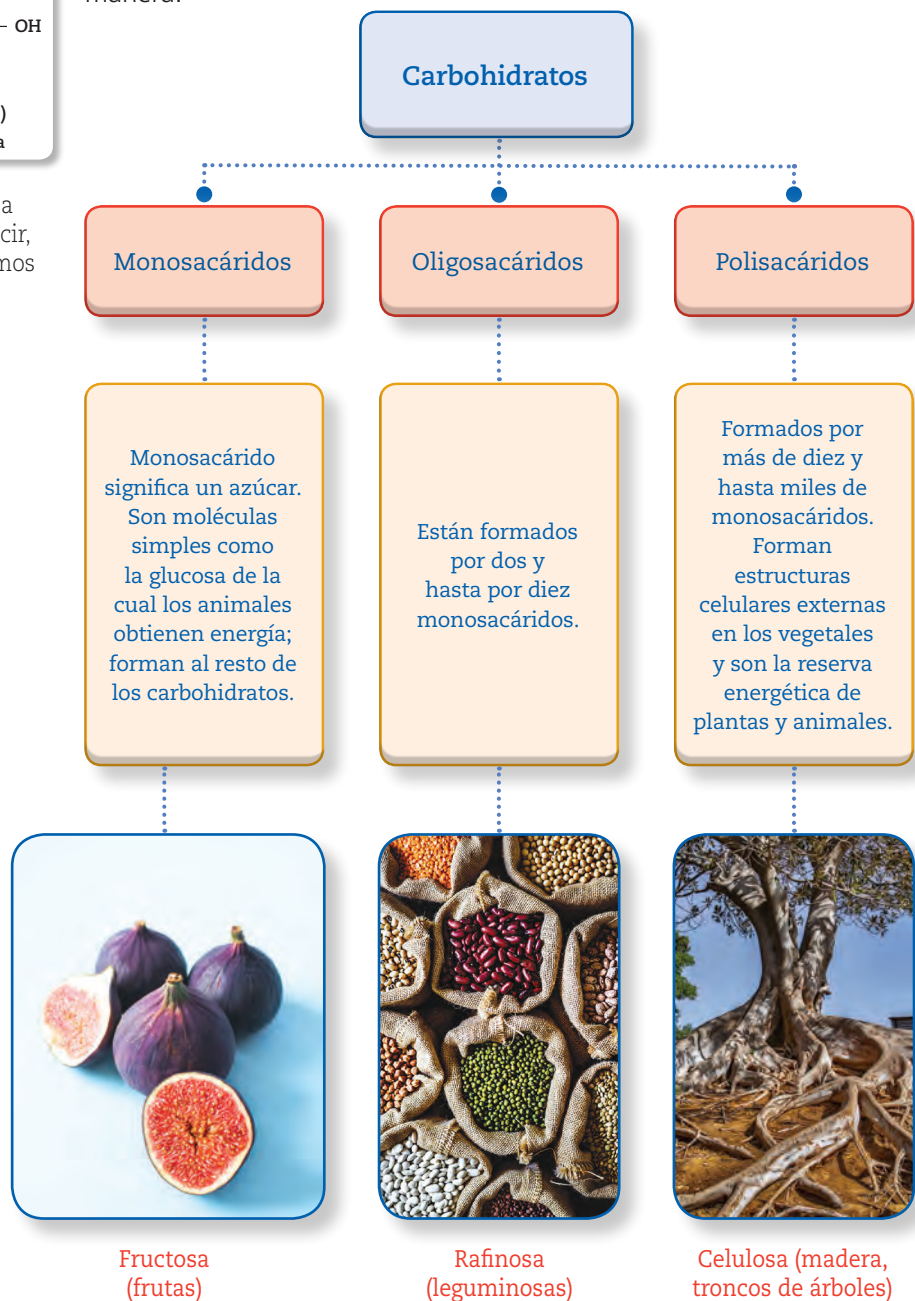 manera:
– OH
)
a
a
cir,
mos
Carbohidratos
Monosacáridos
Oligosacáridos
Polisacáridos
Monosacárido
significa un azúcar.
Son moléculas
simples como
la glucosa de la
cual los animales
obtienen energía;
forman al resto de
los carbohidratos.
Están formados
por dos y
hasta por diez
monosacáridos.
Formados por
más de diez y
hasta miles de
monosacáridos.
Forman
estructuras
celulares externas
en los vegetales
y son la reserva
energética de
plantas y animales.
Fructosa
(frutas)
Rafinosa
(leguminosas)
Celulosa (madera,
troncos de árboles)